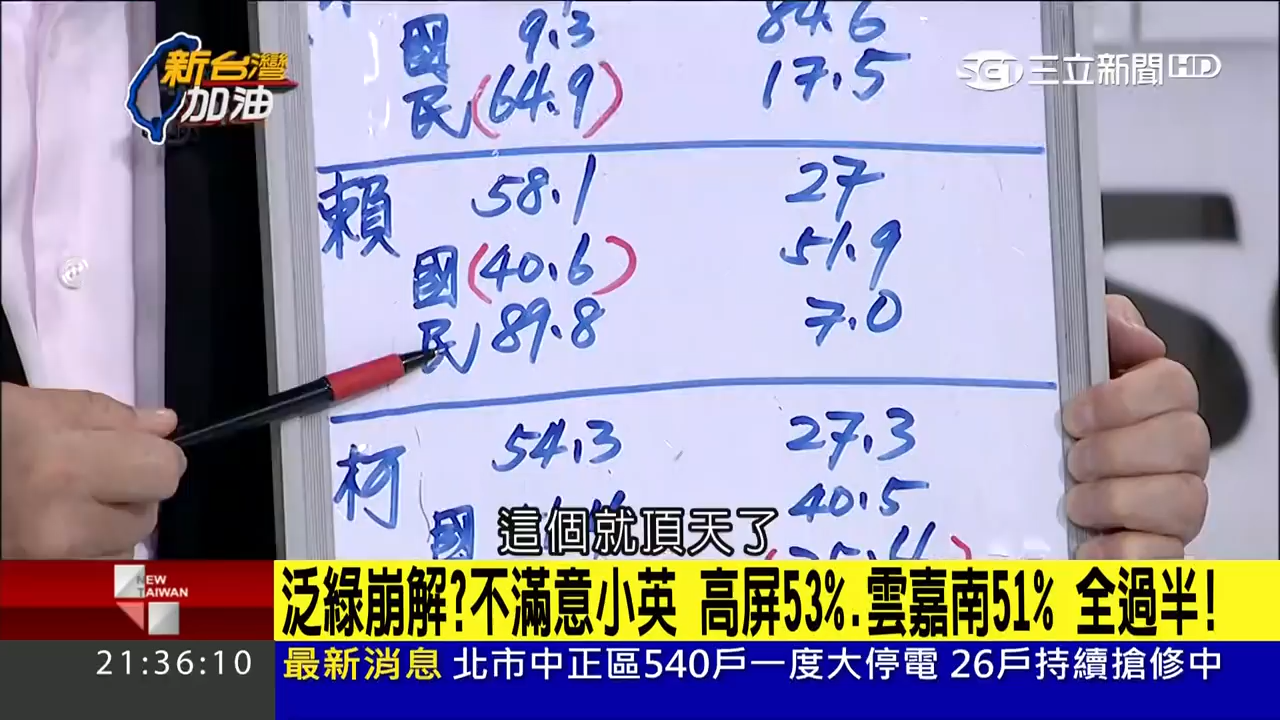 新台灣
加油
SET 三立新聞 HD
國 9.3 84.6
民 (64.9) 17.5
賴 58.1 27
國 (40.6) 51.9
民 89.8 7.0
柯 54.3 27.3
國 40.5
這個就頂天了
NEW
TAIWAN
泛綠崩解?不滿意小英 高屏53%.雲嘉南51% 全過半!
21:36:10
最新消息 北市中正區540戶一度大停電 26戶持續搶修中